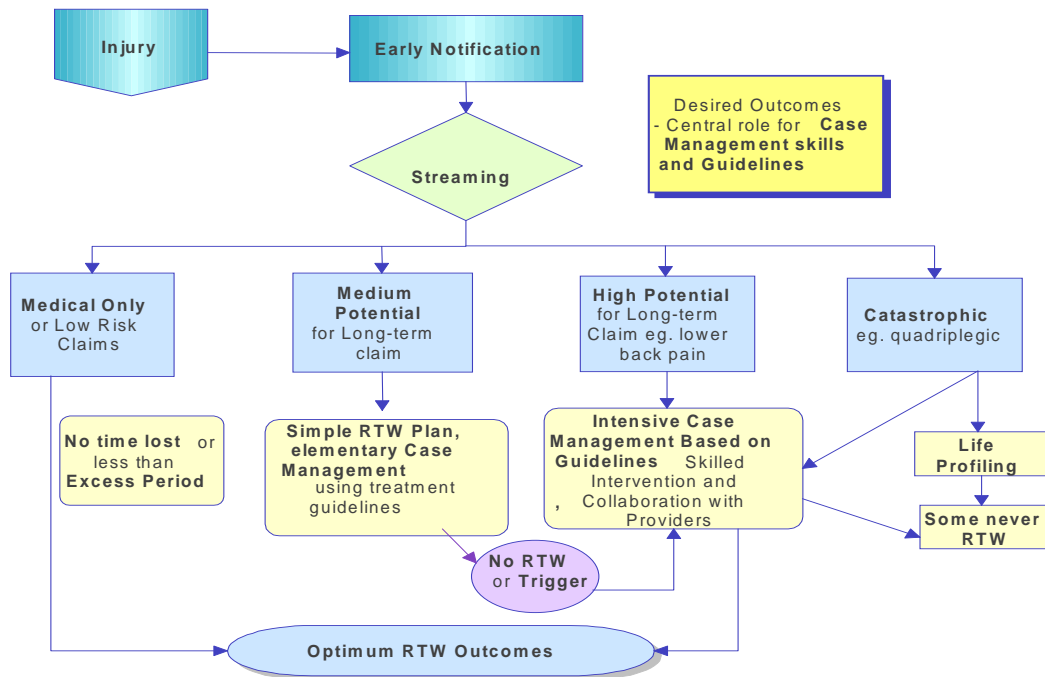 Injury
Early Notification
Desired Outcomes
- Central role for Case
Management skills
and Guidelines
Streaming
Medical Only
or Low Risk
Claims
Medium
Potential
for Long-term
claim
High Potential
for Long-term
Claim eg. lower
back pain
Catastrophic
eg. quadriplegic
No time lost or
less than
Excess Period
Simple RTW Plan,
elementary Case
Management
using treatment
guidelines
Intensive Case
Management Based on
Guidelines Skilled
Intervention and
, Collaboration with
Providers
Life
Profiling
Some never
RTW
No RTW
or Trigger
Optimum RTW Outcomes